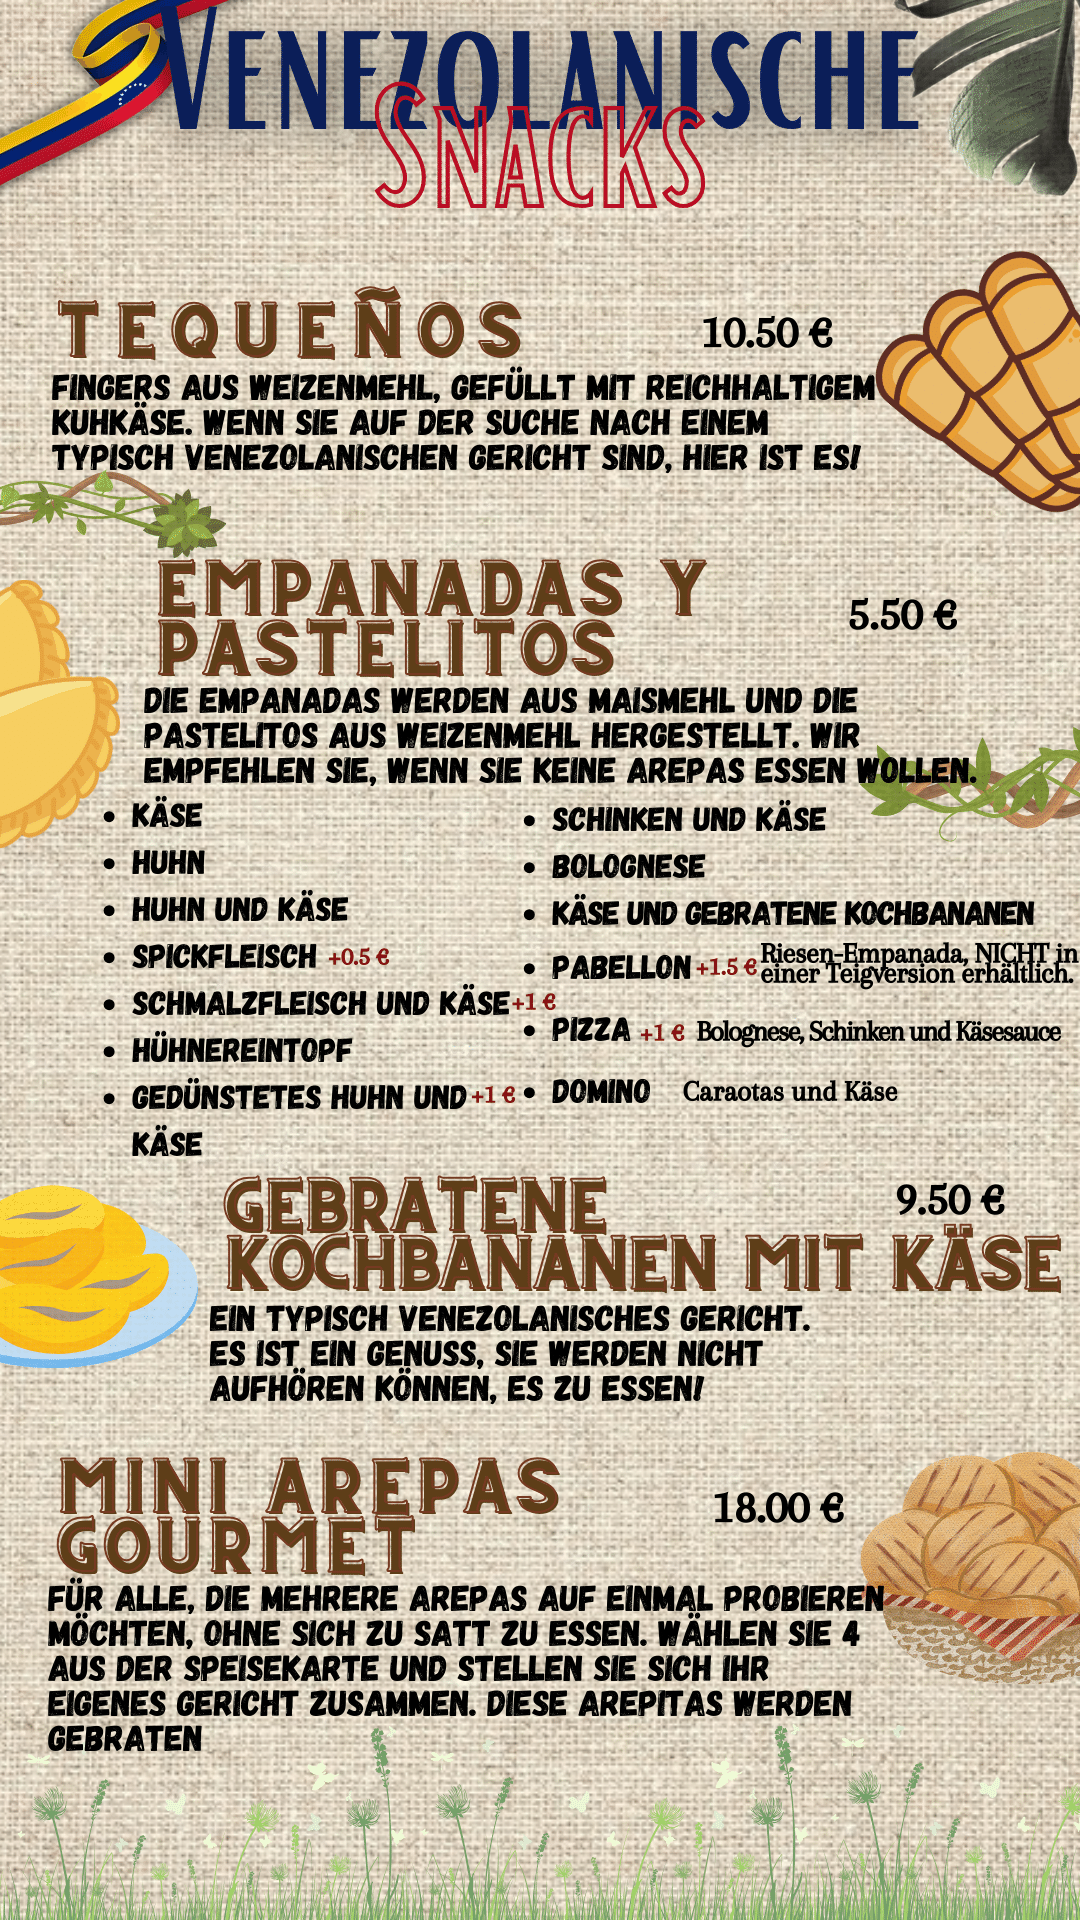 VENEZOLANISCHE
SNACKS
TEQUEÑOS
10.50 €
FINGERS AUS WEIZENMEHL, GEFÜLLT MIT REICHHALTIGEM
KUHKÄSE. WENN SIE AUF DER SUCHE NACH EINEM
TYPISCH VENEZOLANISCHEN GERICHT SIND, HIER IST ES!
EMPANADAS Y
PASTELITOS
5.50 €
DIE EMPANADAS WERDEN AUS MAISMEHL UND DIE
PASTELITOS AUS WEIZENMEHL HERGESTELLT. WIR
EMPFEHLEN SIE, WENN SIE KEINE AREPAS ESSEN WOLLEN.
• KÄSE
• HUHN
• HUHN UND KÄSE
• SPICKFLEISCH +0.5 €
• SCHMALZFLEISCH UND KÄSE +1 €
• HÜHNEREINTOPF
• GEDÜNSTETES HUHN UND +1 €
KÄSE
• SCHINKEN UND KÄSE
• BOLOGNESE
• KÄSE UND GEBRATENE KOCHBANANEN
• PABELLON +1.5 € Riesen-Empanada, NICHT in
einer Teigversion erhältlich.
• PIZZA +1 € Bolognese, Schinken und Käsesauce
• DOMINO Caraotas und Käse
GEBRATENE
KOCHBANANEN MIT KÄSE
9.50 €
EIN TYPISCH VENEZOLANISCHES GERICHT.
ES IST EIN GENUSS, SIE WERDEN NICHT
AUFHÖREN KÖNNEN, ES ZU ESSEN!
MINI AREPAS
GOURMET
18.00 €
FÜR ALLE, DIE MEHRERE AREPAS AUF EINMAL PROBIEREN
MÖCHTEN, OHNE SICH ZU SATT ZU ESSEN. WÄHLEN SIE 4
AUS DER SPEISEKARTE UND STELLEN SIE SICH IHR
EIGENES GERICHT ZUSAMMEN. DIESE AREPITAS WERDEN
GEBRATEN